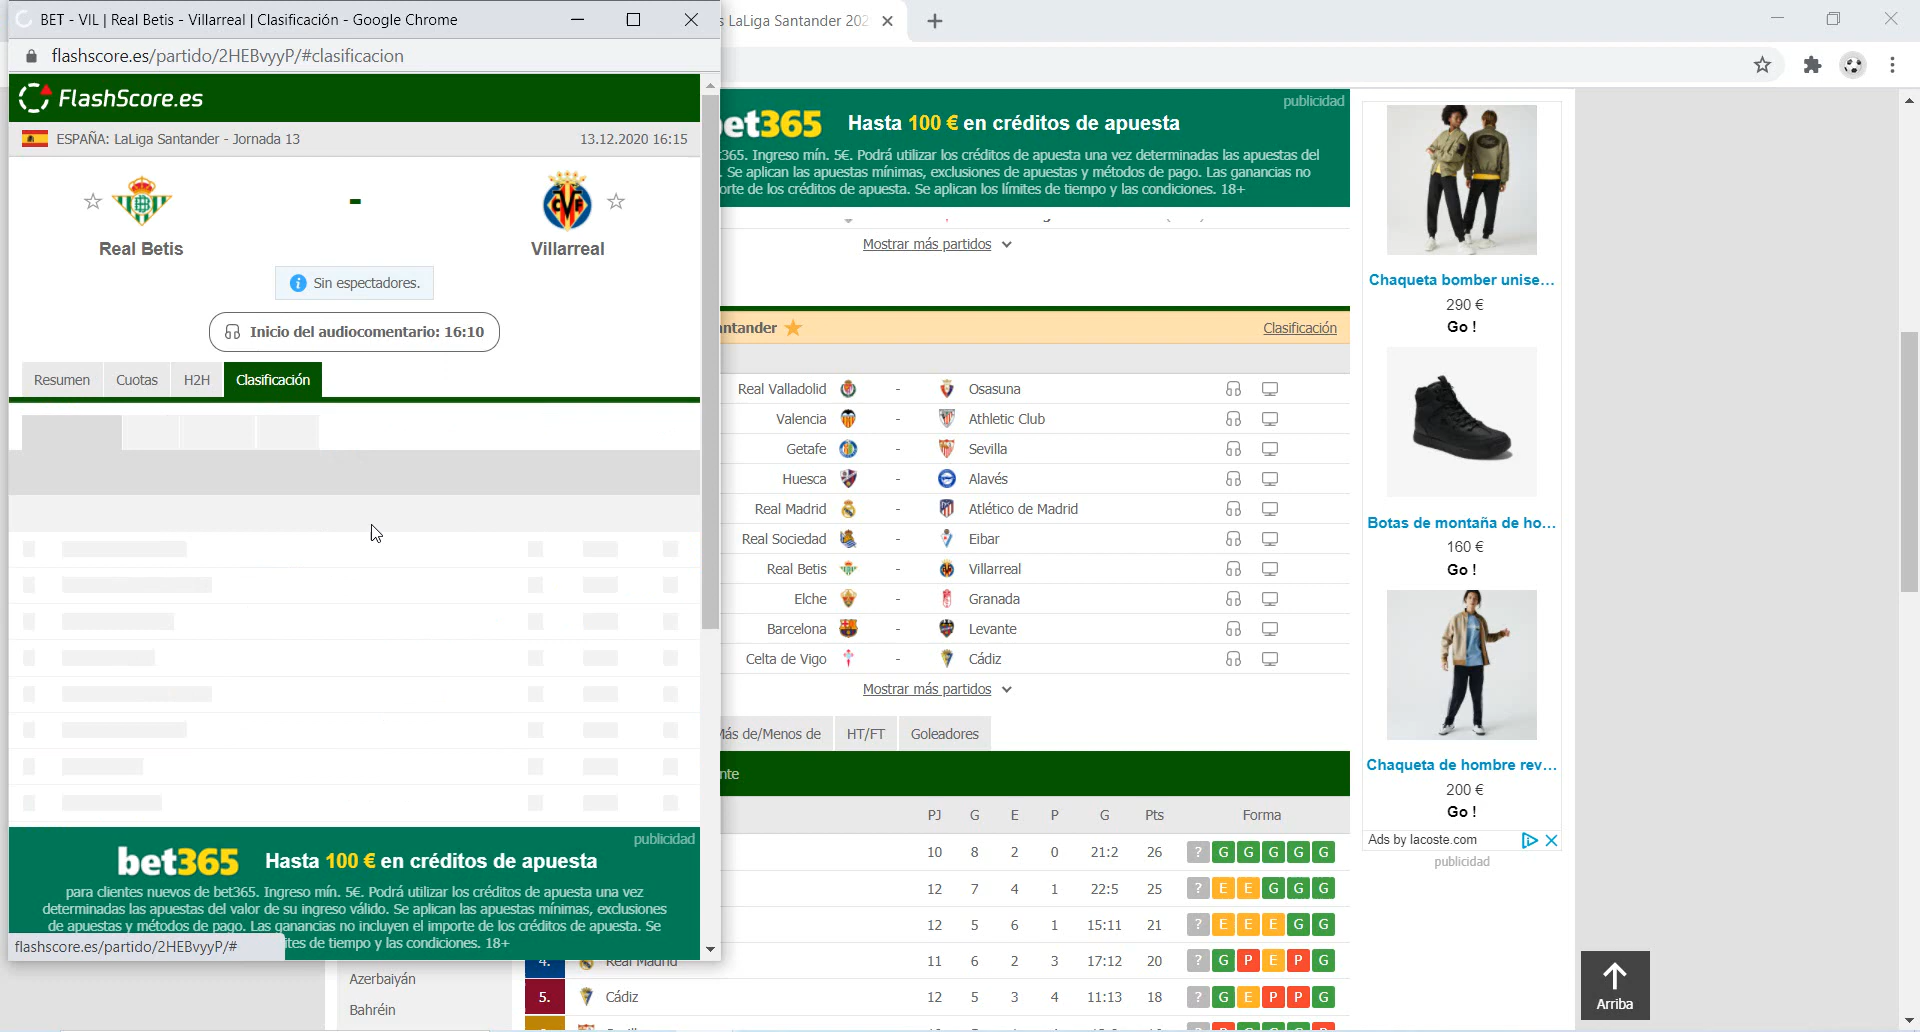 BET - VIL | Real Betis - Villarreal | Clasificación - Google Chrome
flashscore.es/partido/2HEBvyyP/#clasificacion
FlashScore.es
ESPAÑA: LaLiga Santander - Jornada 13 13.12.2020 16:15
-
Real Betis Villarreal
Sin espectadores.
Inicio del audiocomentario: 16:10
Resumen Cuotas H2H Clasificación
publicidad
bet365 Hasta 100 € en créditos de apuesta
para clientes nuevos de bet365. Ingreso mín. 5€. Podrá utilizar los créditos de apuesta una vez
determinadas las apuestas del valor de su ingreso válido. Se aplican las apuestas mínimas, exclusiones
de apuestas y métodos de pago. Las ganancias no incluyen el importe de los créditos de apuesta. Se
ites de tiempo y las condiciones. 18+
flashscore.es/partido/2HEBvyyP/#
s LaLiga Santander 202
publicidad
et365 Hasta 100 € en créditos de apuesta
365. Ingreso mín. 5€. Podrá utilizar los créditos de apuesta una vez determinadas las apuestas del
. Se aplican las apuestas mínimas, exclusiones de apuestas y métodos de pago. Las ganancias no
orte de los créditos de apuesta. Se aplican los límites de tiempo y las condiciones. 18+
Mostrar más partidos
ntander Clasificación
Real Valladolid - Osasuna
Valencia - Athletic Club
Getafe - Sevilla
Huesca - Alavés
Real Madrid - Atlético de Madrid
Real Sociedad - Eibar
Real Betis - Villarreal
Elche - Granada
Barcelona - Levante
Celta de Vigo - Cádiz
Mostrar más partidos
Más de/Menos de HT/FT Goleadores
nte
PJ G E P G Pts Forma
10 8 2 0 21:2 26 ? G G G G G
12 7 4 1 22:5 25 ? E E G G G
12 5 6 1 15:11 21 ? E E E G G
4. Real Madrid 11 6 2 3 17:12 20 ? G P E P G
5. Cádiz 12 5 3 4 11:13 18 ? G E P P G
Azerbaiyán
Bahréin
Chaqueta bomber unise...
290 €
Go !
Botas de montaña de ho...
160 €
Go !
Chaqueta de hombre rev...
200 €
Go !
Ads by lacoste.com
publicidad
Arriba